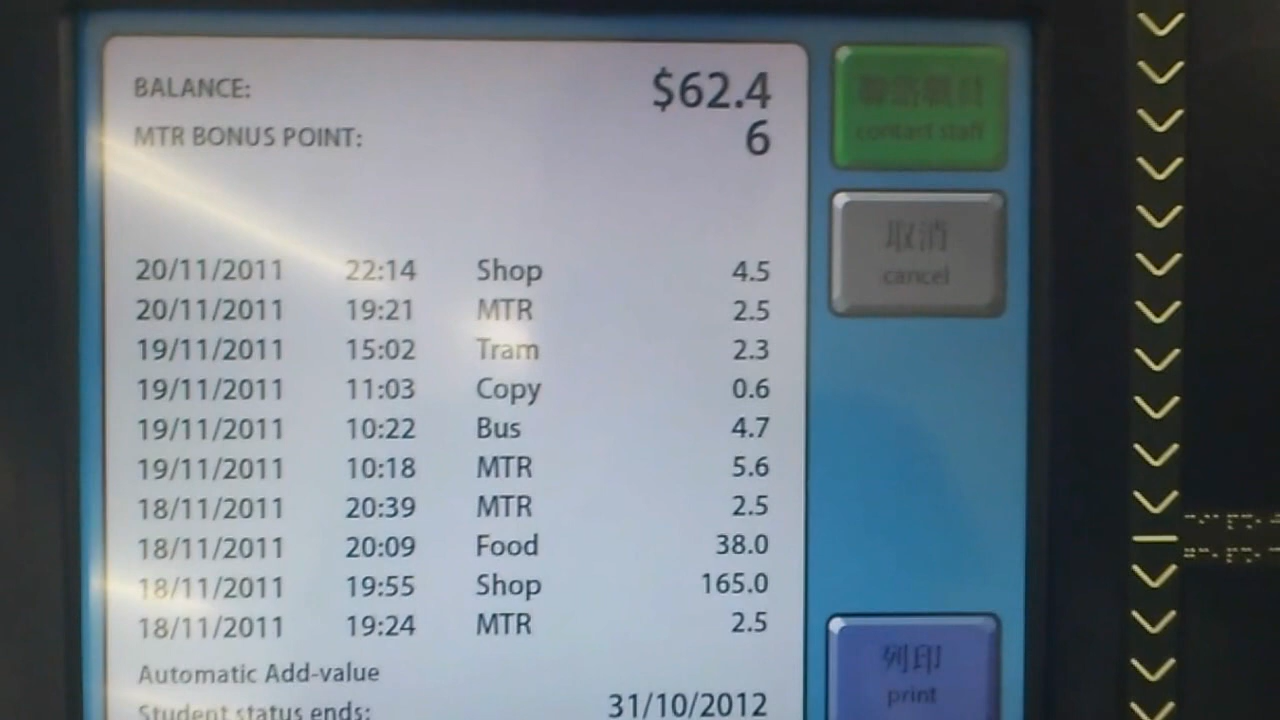 BALANCE: $62.4
MTR BONUS POINT: 6
20/11/2011 22:14 Shop 4.5
20/11/2011 19:21 MTR 2.5
19/11/2011 15:02 Tram 2.3
19/11/2011 11:03 Copy 0.6
19/11/2011 10:22 Bus 4.7
19/11/2011 10:18 MTR 5.6
18/11/2011 20:39 MTR 2.5
18/11/2011 20:09 Food 38.0
18/11/2011 19:55 Shop 165.0
18/11/2011 19:24 MTR 2.5
Automatic Add-value
Student status ends: 31/10/2012
contact staff
取消
cancel
列印
print